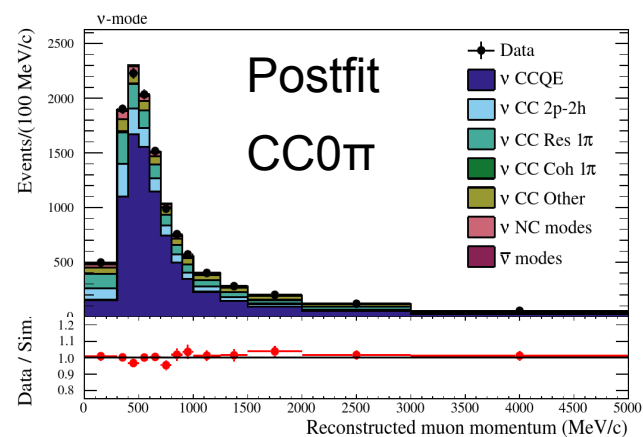 ν-mode
Events/(100 MeV/c)
2500
2000
1500
1000
500
0
Postfit
CC0π
Data
ν CCQE
ν CC 2p-2h
ν CC Res 1π
ν CC Coh 1π
ν CC Other
ν NC modes
ν̅ modes
Data / Sim.
1.2
1.1
1.0
0.9
0.8
0 500 1000 1500 2000 2500 3000 3500 4000 4500 5000
Reconstructed muon momentum (MeV/c)